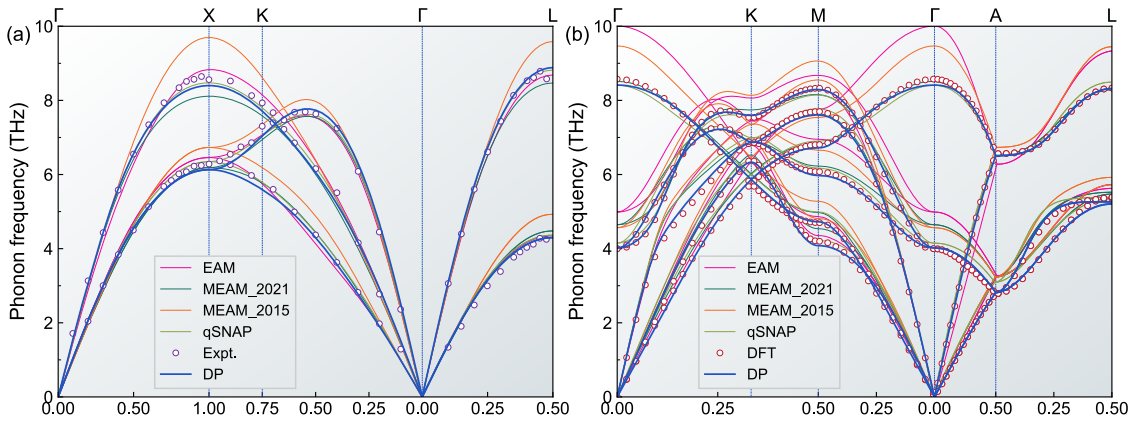 Γ X K Γ L
(a)
Phonon frequency (THz)
10
8
6
4
2
0
EAM
MEAM_2021
MEAM_2015
qSNAP
Expt.
DP
0.00 0.50 1.00 0.75 0.50 0.25 0.00 0.25 0.50
Γ K M Γ A L
(b)
Phonon frequency (THz)
10
8
6
4
2
0
EAM
MEAM_2021
MEAM_2015
qSNAP
DFT
DP
0.00 0.25 0.50 0.25 0.00 0.50 0.00 0.25 0.50